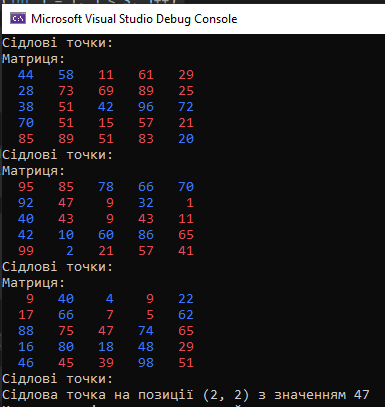 Microsoft Visual Studio Debug Console
Сідлові точки:
Матриця:
44 58 11 61 29
28 73 69 89 25
38 51 42 96 72
70 51 15 57 21
85 89 51 83 20
Сідлові точки:
Матриця:
95 85 78 66 70
92 47 9 32 1
40 43 9 43 11
42 10 60 86 65
99 2 21 57 41
Сідлові точки:
Матриця:
9 40 4 9 22
17 66 7 5 62
88 75 47 74 65
16 80 18 48 29
46 45 39 98 51
Сідлові точки:
Сідлова точка на позиції (2, 2) з значенням 47